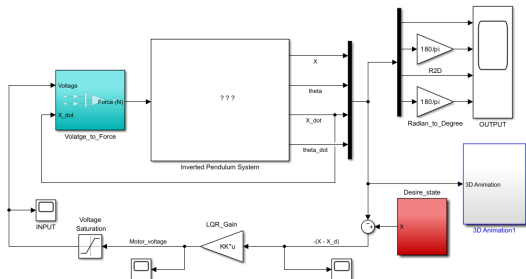 Voltage
Force (N)
X_dot
Volatge_to_Force
? ? ?
Inverted Pendulum System
X
theta
X_dot
theta_dot
180/pi
R2D
180/pi
Radian_to_Degree
OUTPUT
3D Animation
3D Animation1
Desire_state
X
-(X - X_d)
LQR_Gain
KK*u
Motor_voltage
Voltage
Saturation
INPUT